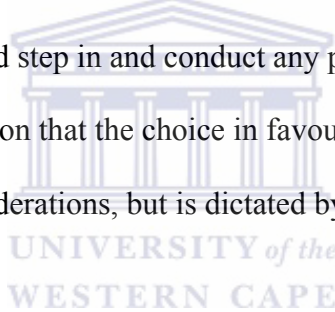 d step in and conduct any p
on that the choice in favou
derations, but is dictated by
UNIVERSITY of the
WESTERN CAPE